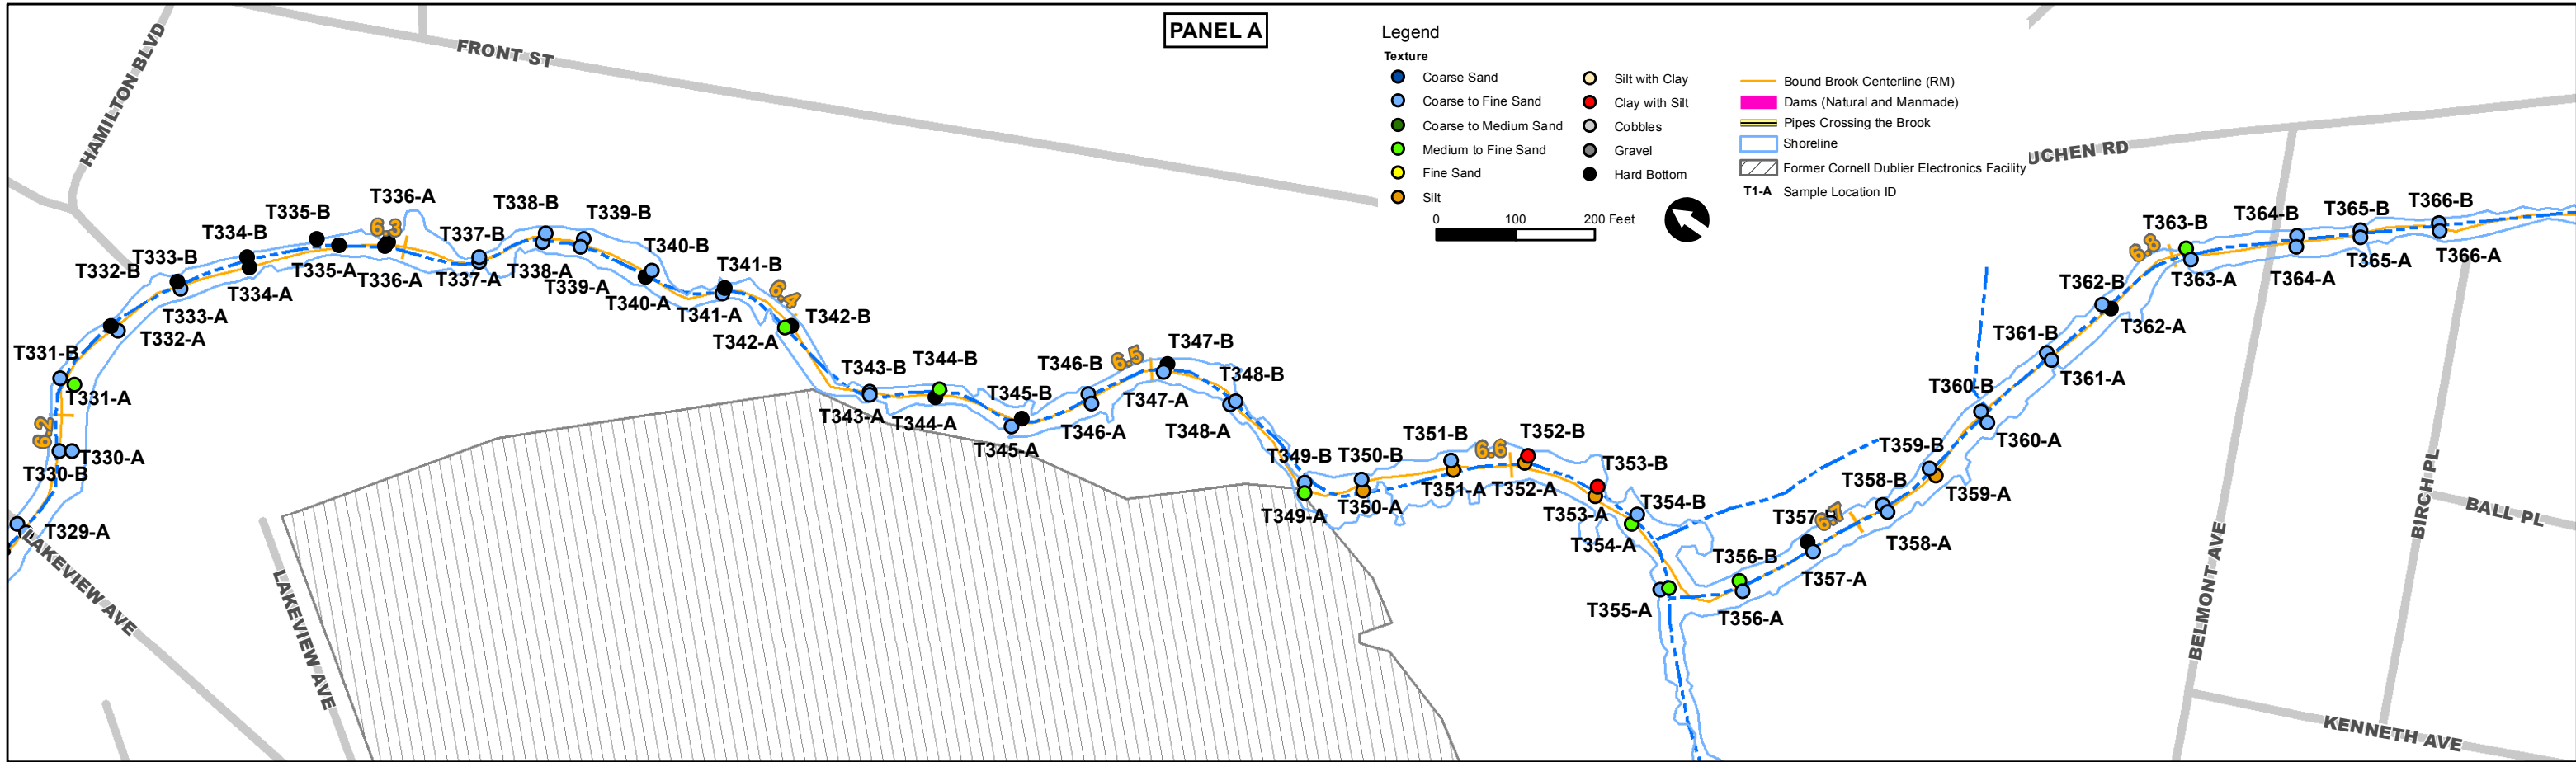 PANEL A
Legend
Texture
Coarse Sand
Coarse to Fine Sand
Coarse to Medium Sand
Medium to Fine Sand
Fine Sand
Silt
Silt with Clay
Clay with Silt
Cobbles
Gravel
Hard Bottom
Bound Brook Centerline (RM)
Dams (Natural and Manmade)
Pipes Crossing the Brook
Shoreline
Former Cornell Dublier Electronics Facility
T1-A Sample Location ID
0 100 200 Feet
HAMILTON BLVD
FRONT ST
UCHEN RD
LAKEVIEW AVE
LAKEVIEW AVE
BELMONT AVE
BIRCH PL
BALL PL
KENNETH AVE
6.2
6.3
6.4
6.5
6.6
6.7
6.8
T329-A
T330-B
T330-A
T331-B
T331-A
T332-B
T332-A
T333-B
T333-A
T334-B
T334-A
T335-B
T335-A
T336-A
T336-A
T337-B
T337-A
T338-B
T338-A
T339-B
T339-A
T340-B
T340-A
T341-B
T341-A
T342-B
T342-A
T343-B
T343-A
T344-B
T344-A
T345-B
T345-A
T346-B
T346-A
T347-B
T347-A
T348-B
T348-A
T349-B
T349-A
T350-B
T350-A
T351-B
T351-A
T352-B
T352-A
T353-B
T353-A
T354-B
T354-A
T355-A
T356-B
T356-A
T357-B
T357-A
T358-B
T358-A
T359-B
T359-A
T360-B
T360-A
T361-B
T361-A
T362-B
T362-A
T363-B
T363-A
T364-B
T364-A
T365-B
T365-A
T366-B
T366-A